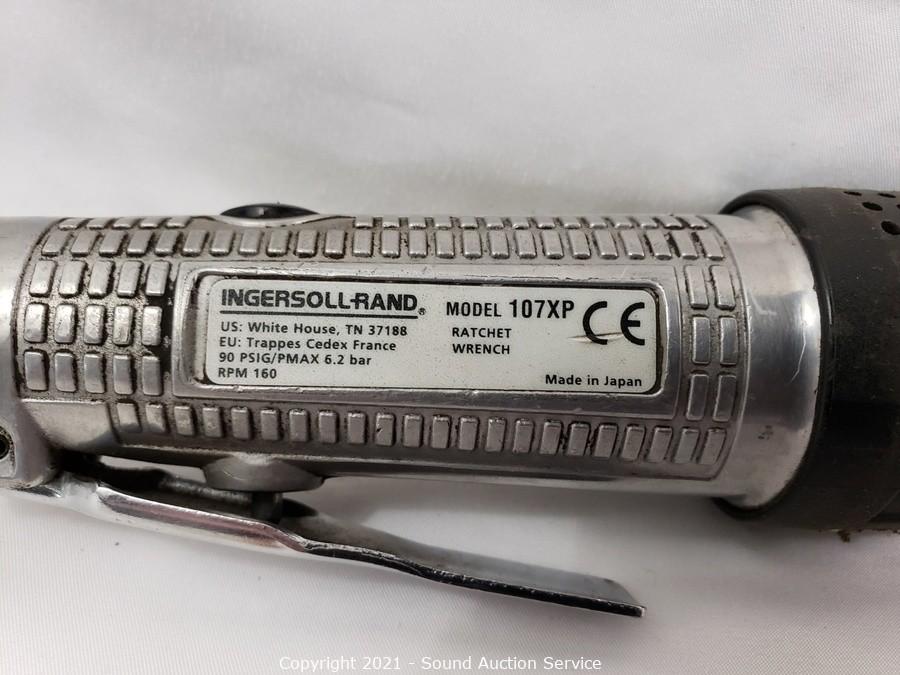 INGERSOLL-RAND®
US: White House, TN 37188
EU: Trappes Cedex France
90 PSIG/PMAX 6.2 bar
RPM 160
MODEL 107XP
RATCHET
WRENCH
CE
Made in Japan
Copyright 2021 - Sound Auction Service